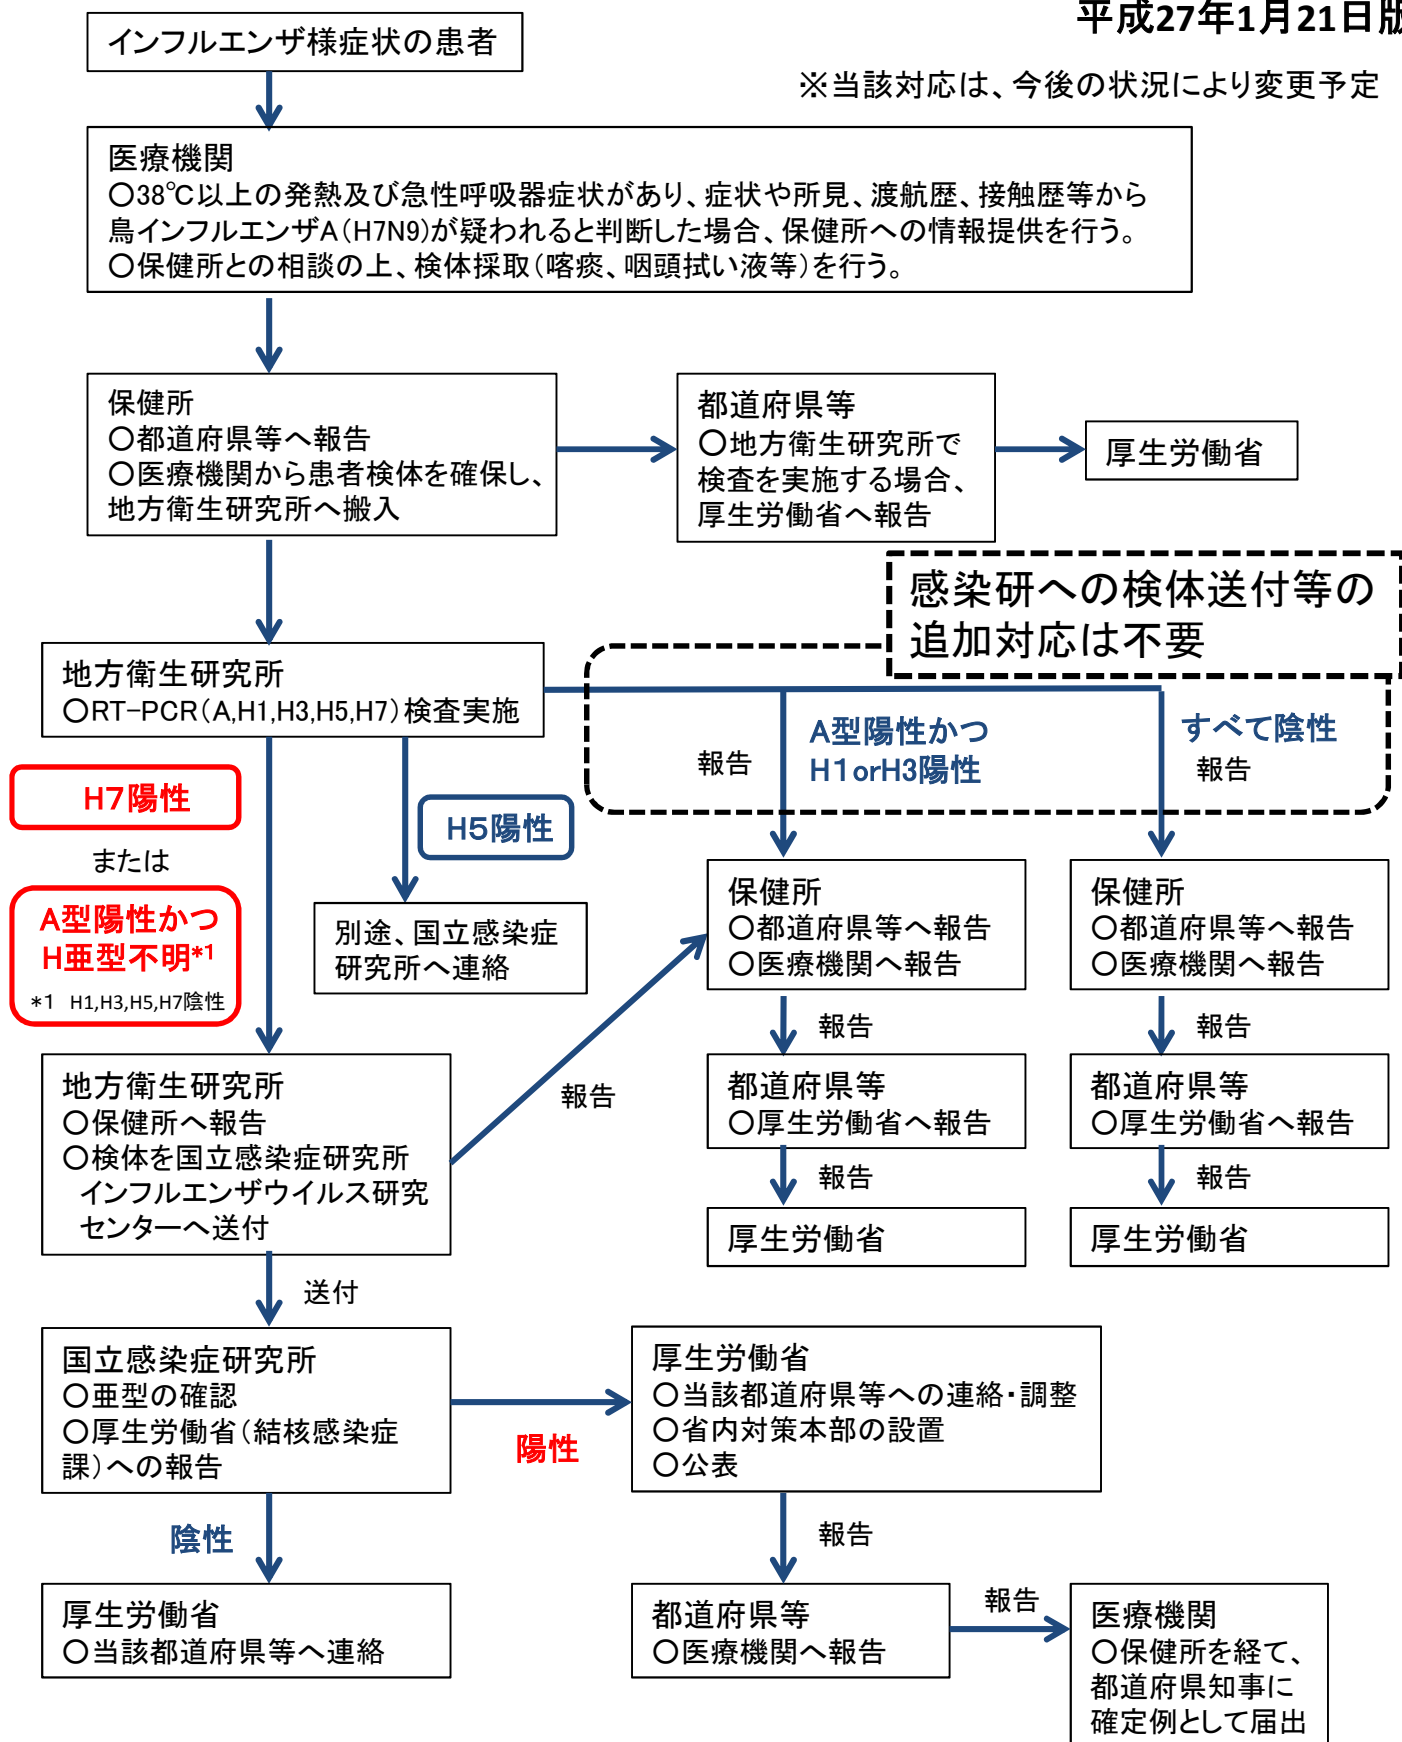 平成27年1月21日版
インフルエンザ様症状の患者
※当該対応は、今後の状況により変更予定
医療機関
○38℃以上の発熱及び急性呼吸器症状があり、症状や所見、渡航歴、接触歴等から
鳥インフルエンザA(H7N9)が疑われると判断した場合、保健所への情報提供を行う。
○保健所との相談の上、検体採取(喀痰、咽頭拭い液等)を行う。
保健所
○都道府県等へ報告
○医療機関から患者検体を確保し、
地方衛生研究所へ搬入
都道府県等
○地方衛生研究所で
検査を実施する場合、
厚生労働省へ報告
厚生労働省
感染研への検体送付等の
追加対応は不要
地方衛生研究所
○RT-PCR(A,H1,H3,H5,H7)検査実施
報告
A型陽性かつ
H1orH3陽性
すべて陰性
報告
H7陽性
または
A型陽性かつ
H亜型不明*1
*1 H1,H3,H5,H7陰性
H5陽性
別途、国立感染症
研究所へ連絡
保健所
○都道府県等へ報告
○医療機関へ報告
報告
都道府県等
○厚生労働省へ報告
報告
厚生労働省
保健所
○都道府県等へ報告
○医療機関へ報告
報告
都道府県等
○厚生労働省へ報告
報告
厚生労働省
地方衛生研究所
○保健所へ報告
○検体を国立感染症研究所
インフルエンザウイルス研究
センターへ送付
報告
送付
国立感染症研究所
○亜型の確認
○厚生労働省(結核感染症
課)への報告
陽性
厚生労働省
○当該都道府県等への連絡・調整
○省内対策本部の設置
○公表
陰性
報告
厚生労働省
○当該都道府県等へ連絡
都道府県等
○医療機関へ報告
報告
医療機関
○保健所を経て、
都道府県知事に
確定例として届出